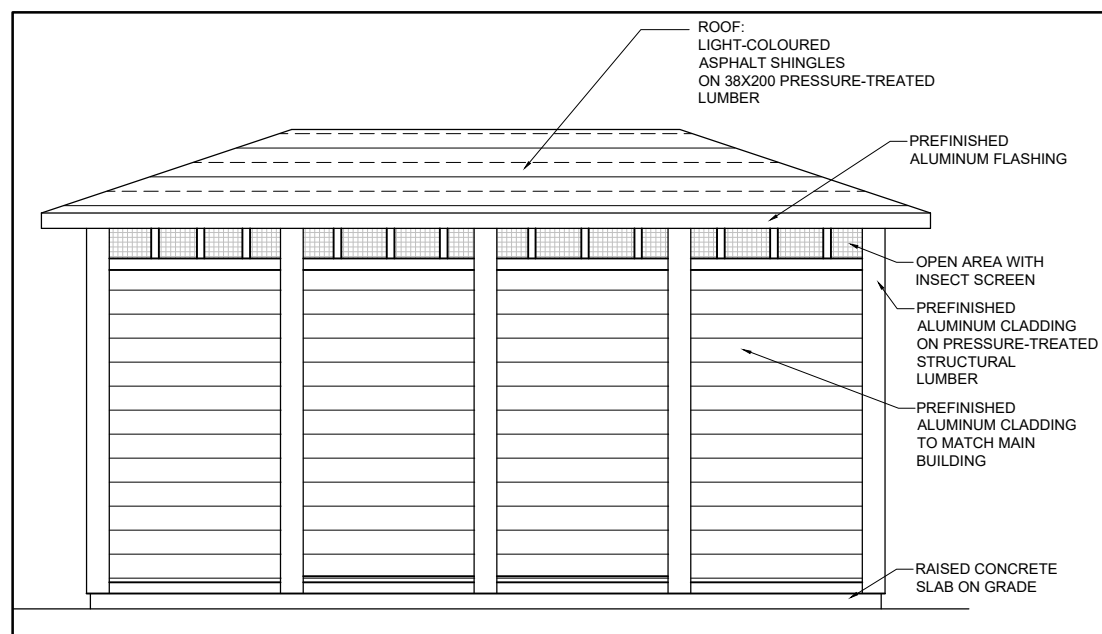 ROOF:
LIGHT-COLOURED
ASPHALT SHINGLES
ON 38X200 PRESSURE-TREATED
LUMBER
PREFINISHED
ALUMINUM FLASHING
OPEN AREA WITH
INSECT SCREEN
PREFINISHED
ALUMINUM CLADDING
ON PRESSURE-TREATED
STRUCTURAL
LUMBER
PREFINISHED
ALUMINUM CLADDING
TO MATCH MAIN
BUILDING
RAISED CONCRETE
SLAB ON GRADE